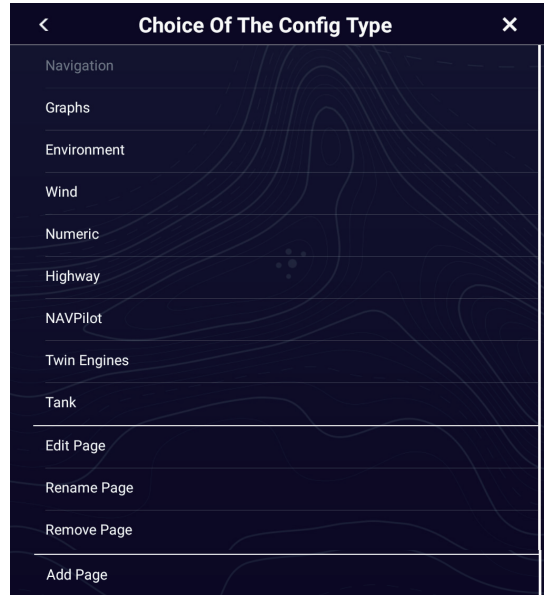 Choice Of The Config Type
Navigation
Graphs
Environment
Wind
Numeric
Highway
NAVPilot
Twin Engines
Tank
Edit Page
Rename Page
Remove Page
Add Page